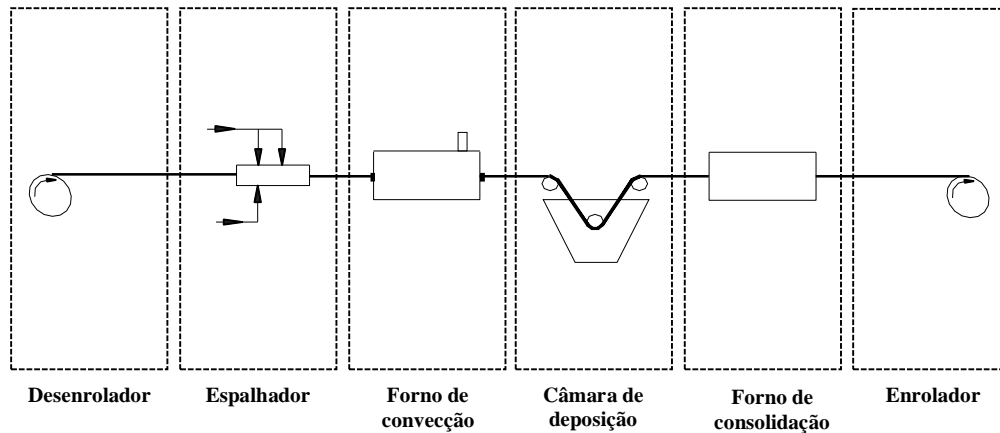 Desenrolador
Espalhador
Forno de
convecção
Câmara de
deposição
Forno de
consolidação
Enrolador